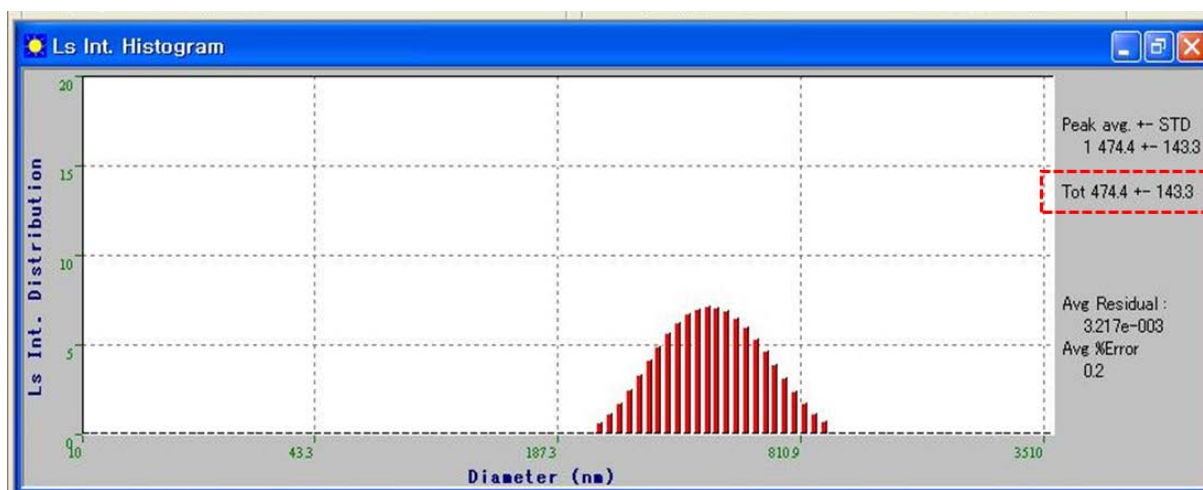 Ls Int. Histogram
Ls Int. Distribution
20
15
10
5
0
10
43.3
187.3
810.9
3510
Diameter (nm)
Peak avg. +- STD
1 474.4 +- 143.3
Tot 474.4 +- 143.3
Avg Residual :
3.217e-003
Avg %Error
0.2